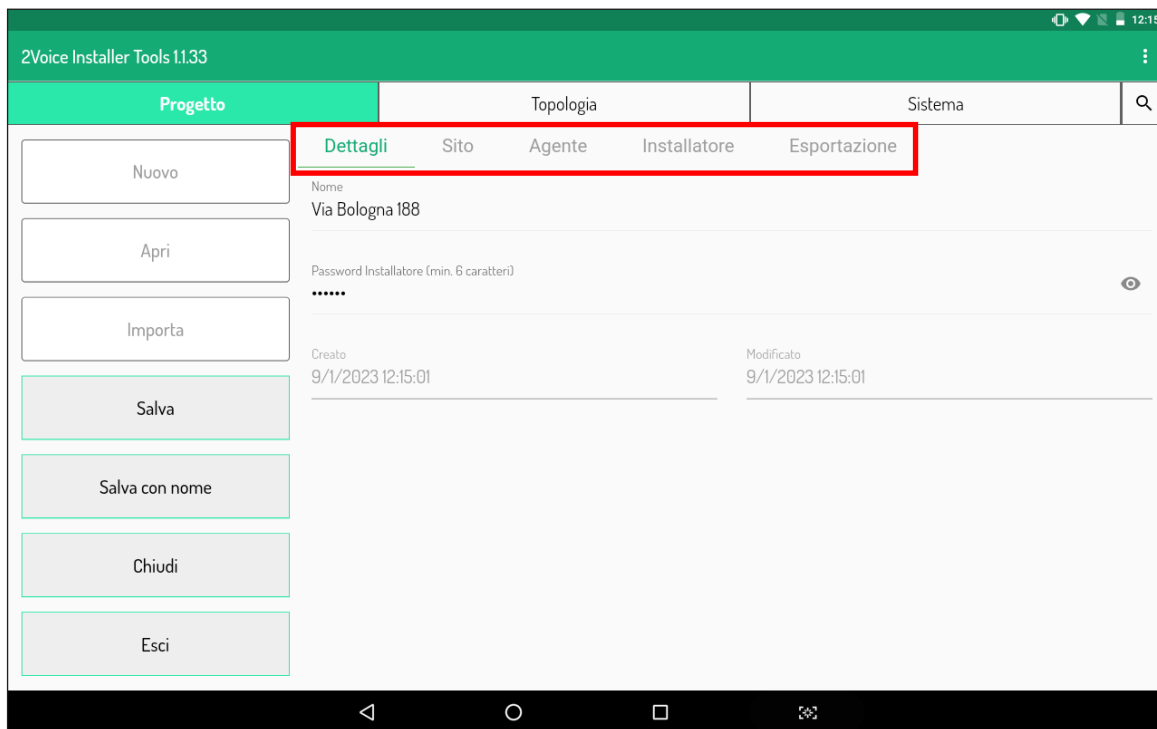 12:15
2Voice Installer Tools 1.1.33
Progetto Topologia Sistema
Dettagli Sito Agente Installatore Esportazione
Nuovo
Nome
Via Bologna 188
Apri
Password Installatore (min. 6 caratteri)
••••••
Importa
Creato Modificato
9/1/2023 12:15:01 9/1/2023 12:15:01
Salva
Salva con nome
Chiudi
Esci